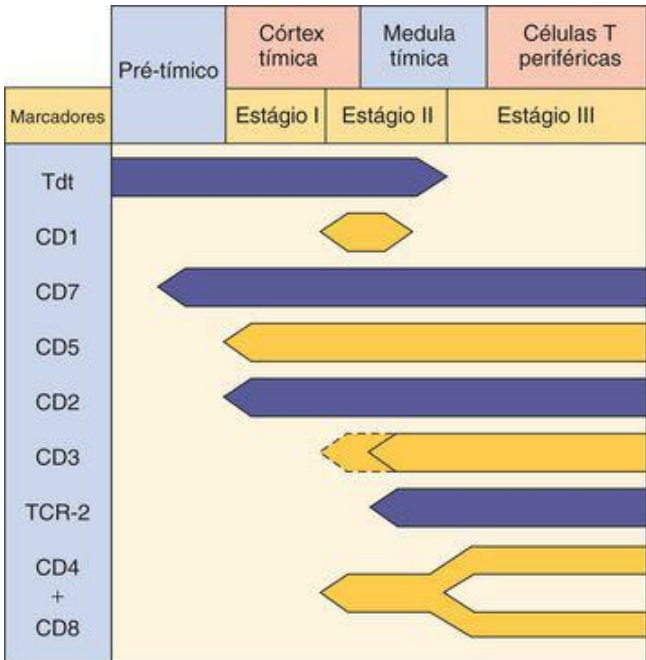 Pré-tímico
Córtex
tímica
Medula
tímica
Células T
periféricas
Marcadores
Estágio I
Estágio II
Estágio III
Tdt
CD1
CD7
CD5
CD2
CD3
TCR-2
CD4
+
CD8